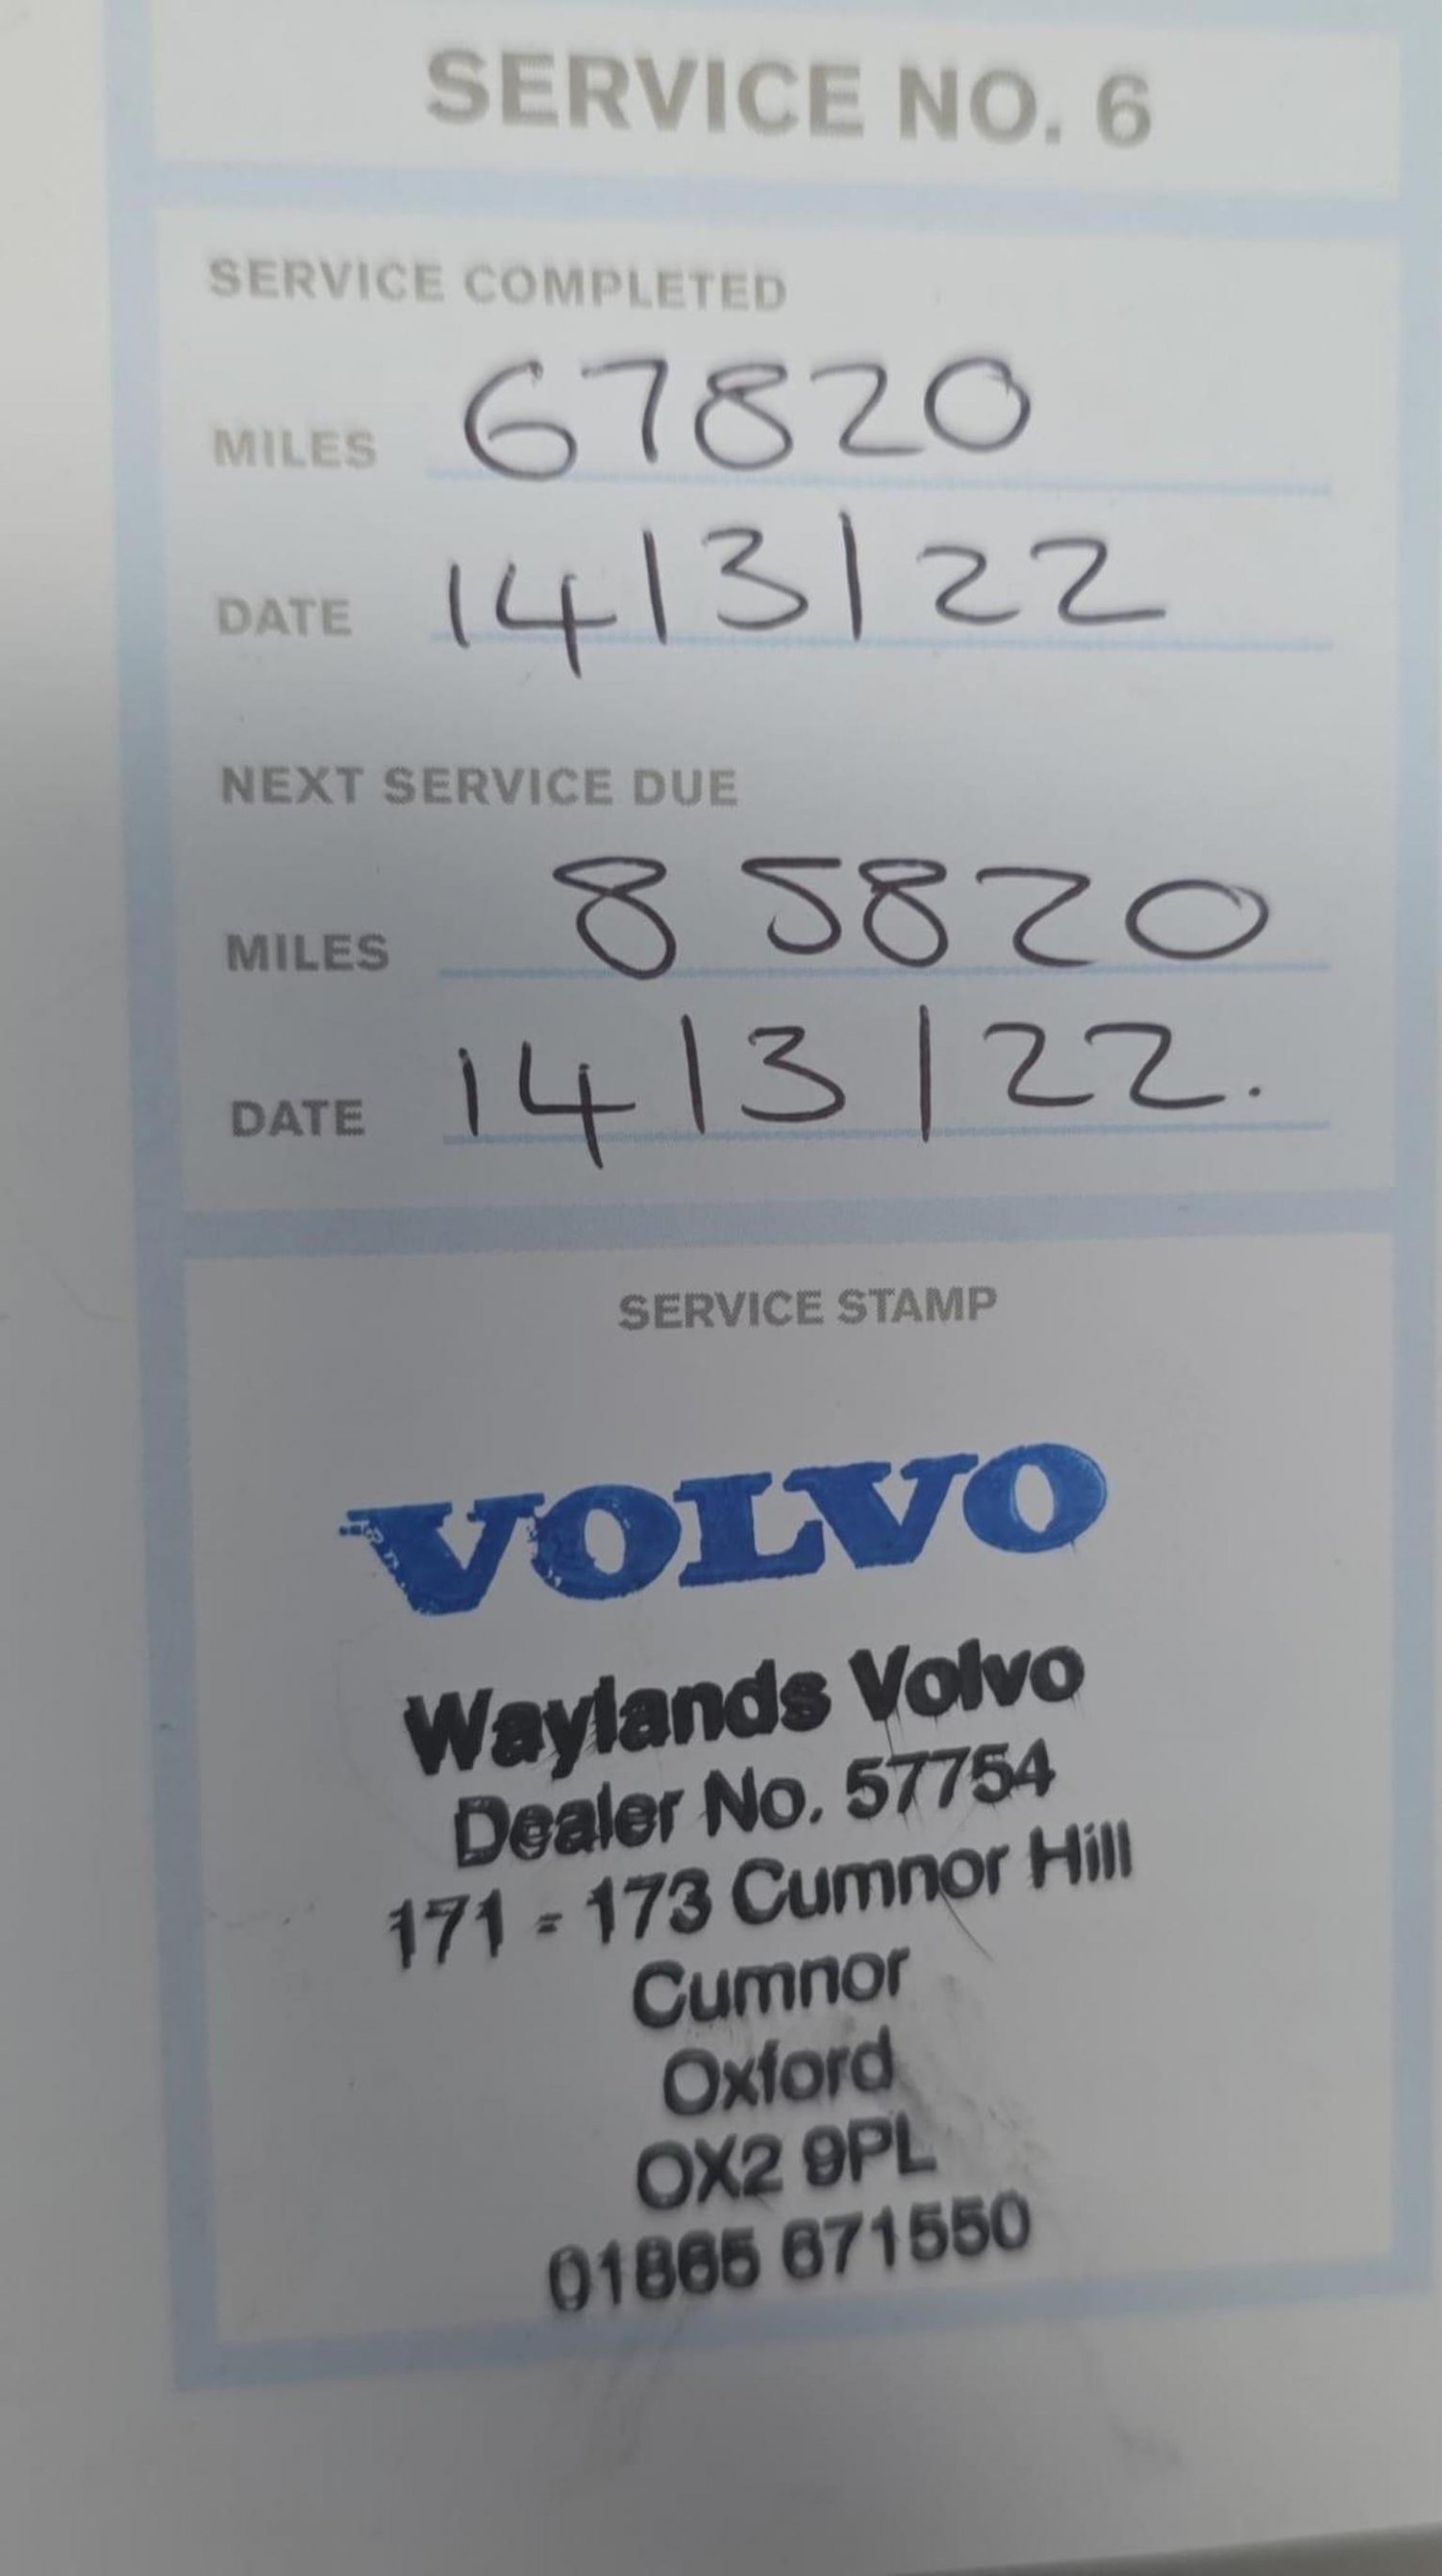 SERVICE NO. 6
SERVICE COMPLETED
MILES 67820
DATE 14/3/22
NEXT SERVICE DUE
MILES 85820
DATE 14/3/22.
SERVICE STAMP
VOLVO
Waylands Volvo
Dealer No. 57754
171 - 173 Cumnor Hill
Cumnor
Oxford
OX2 9PL
01865 671550